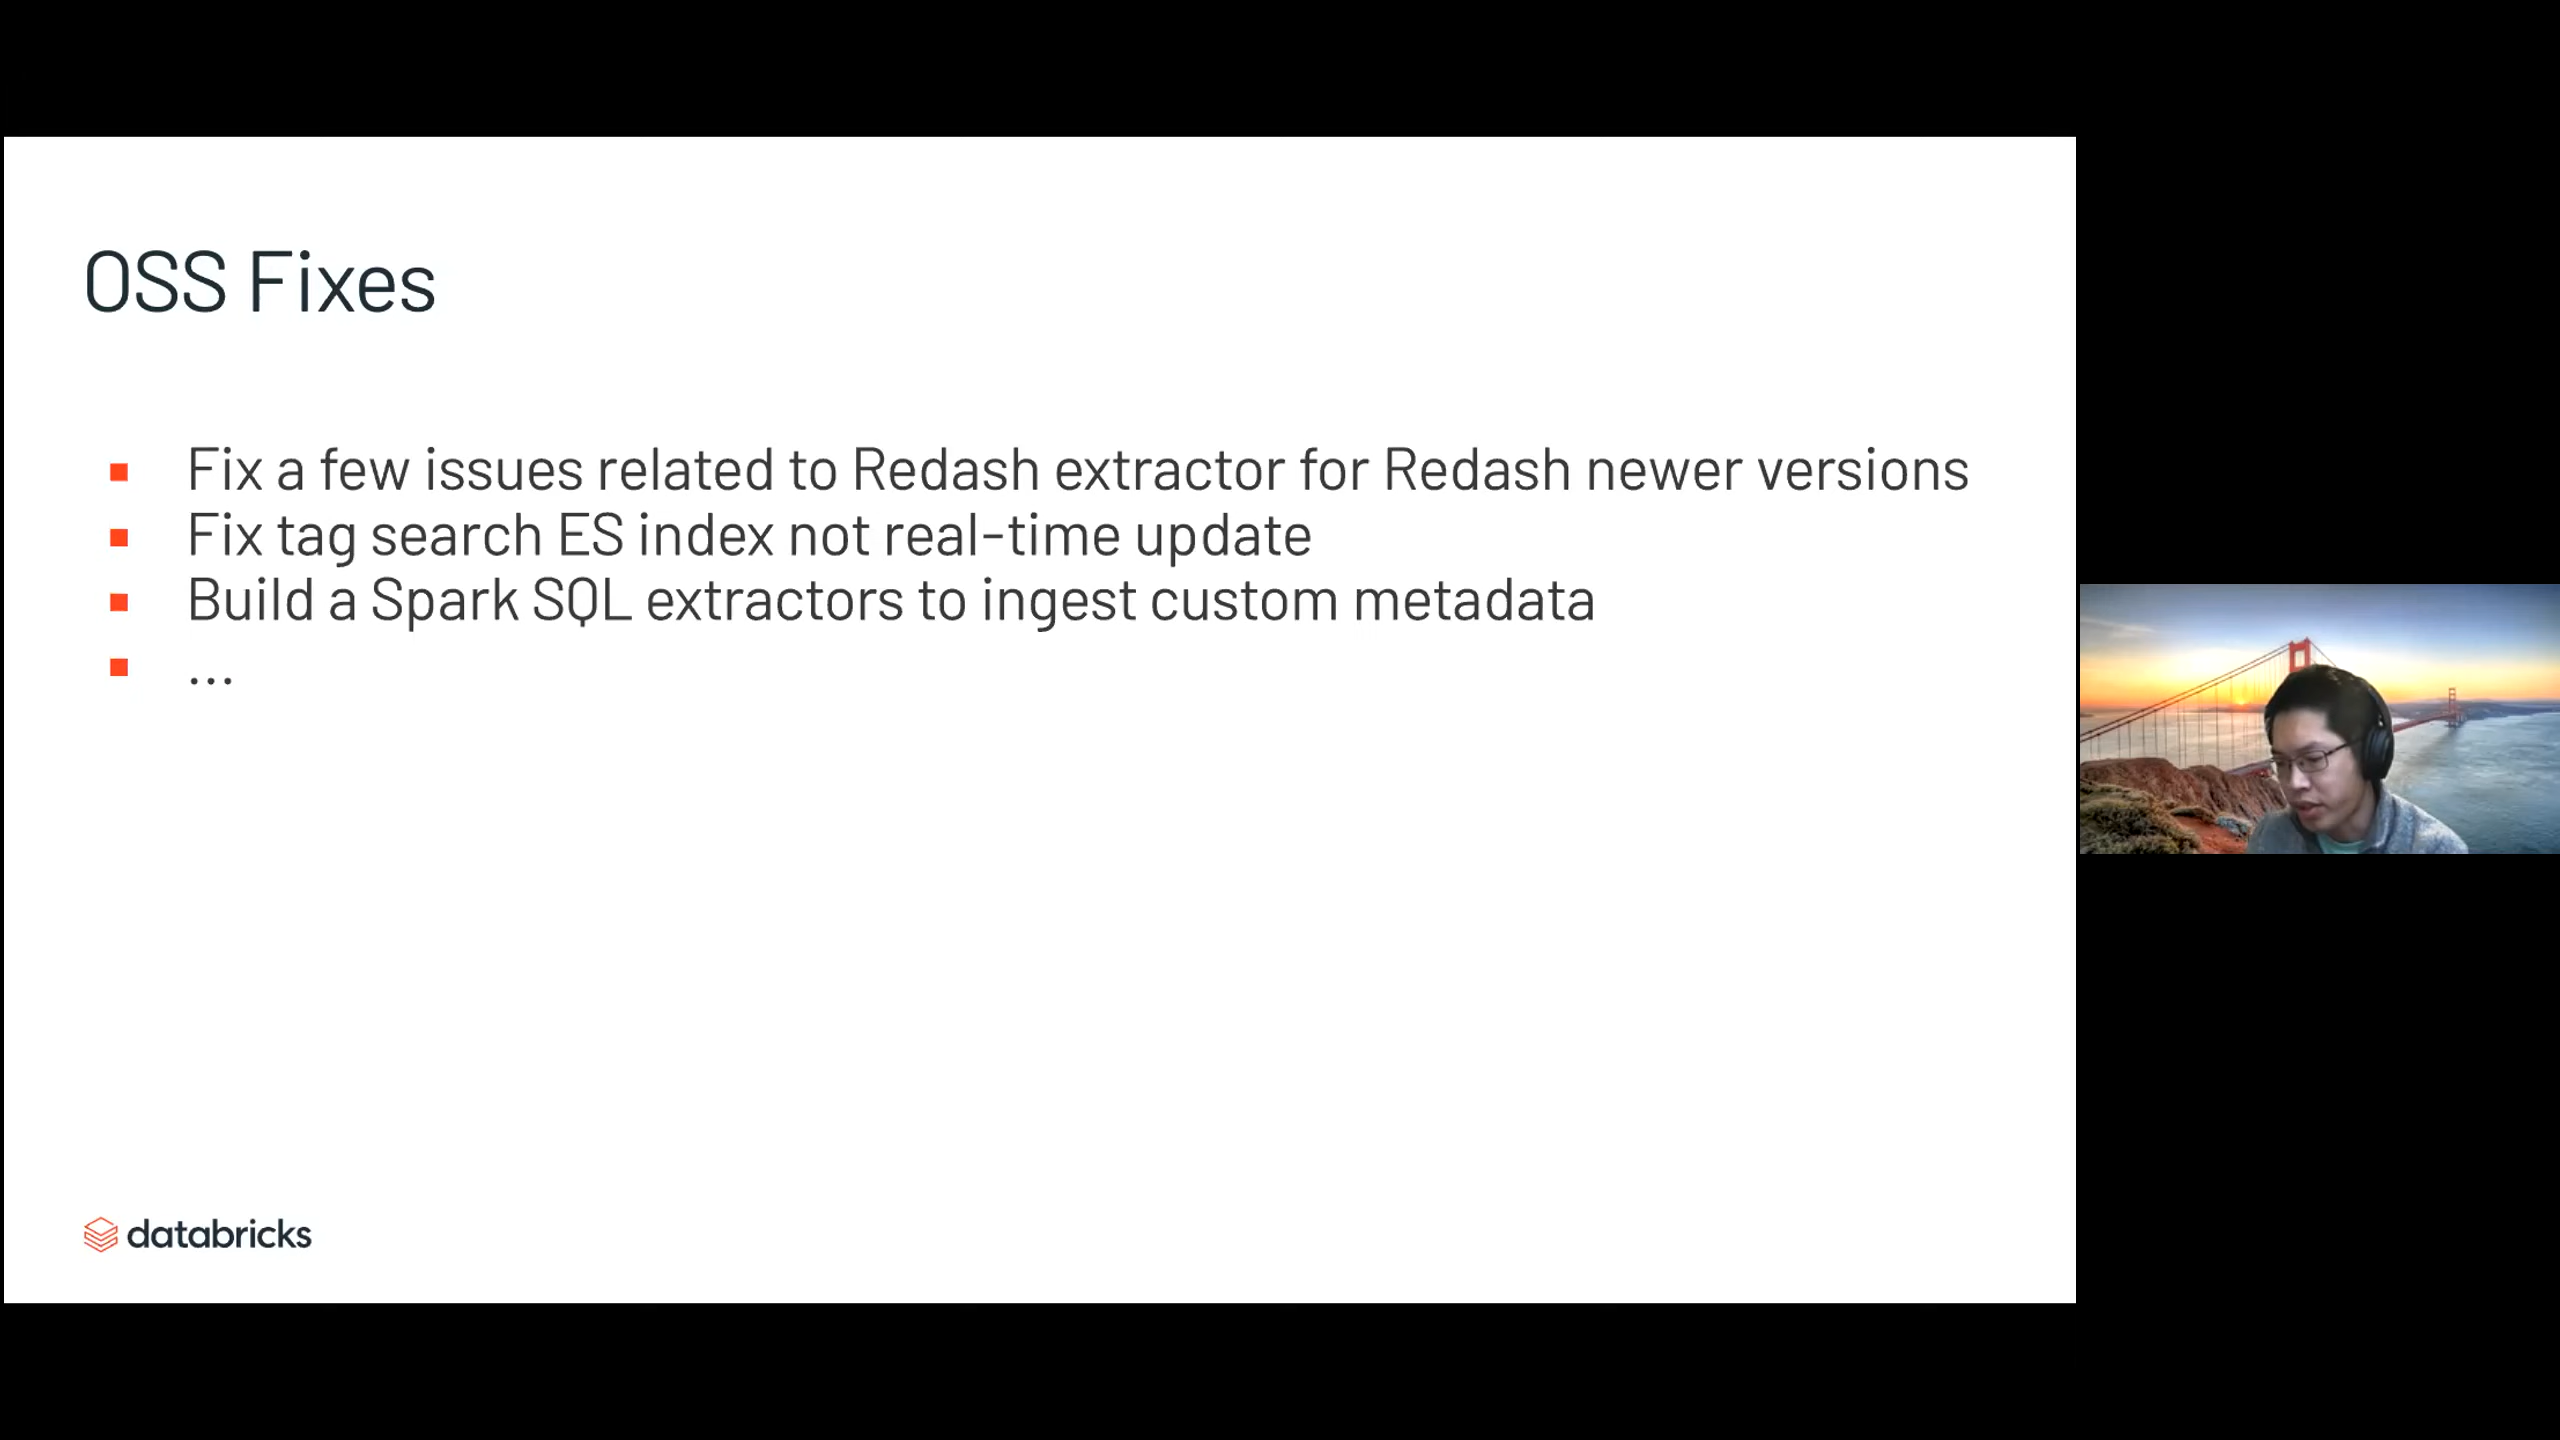 OSS Fixes
Fix a few issues related to Redash extractor for Redash newer versions
Fix tag search ES index not real-time update
Build a Spark SQL extractors to ingest custom metadata
...
databricks